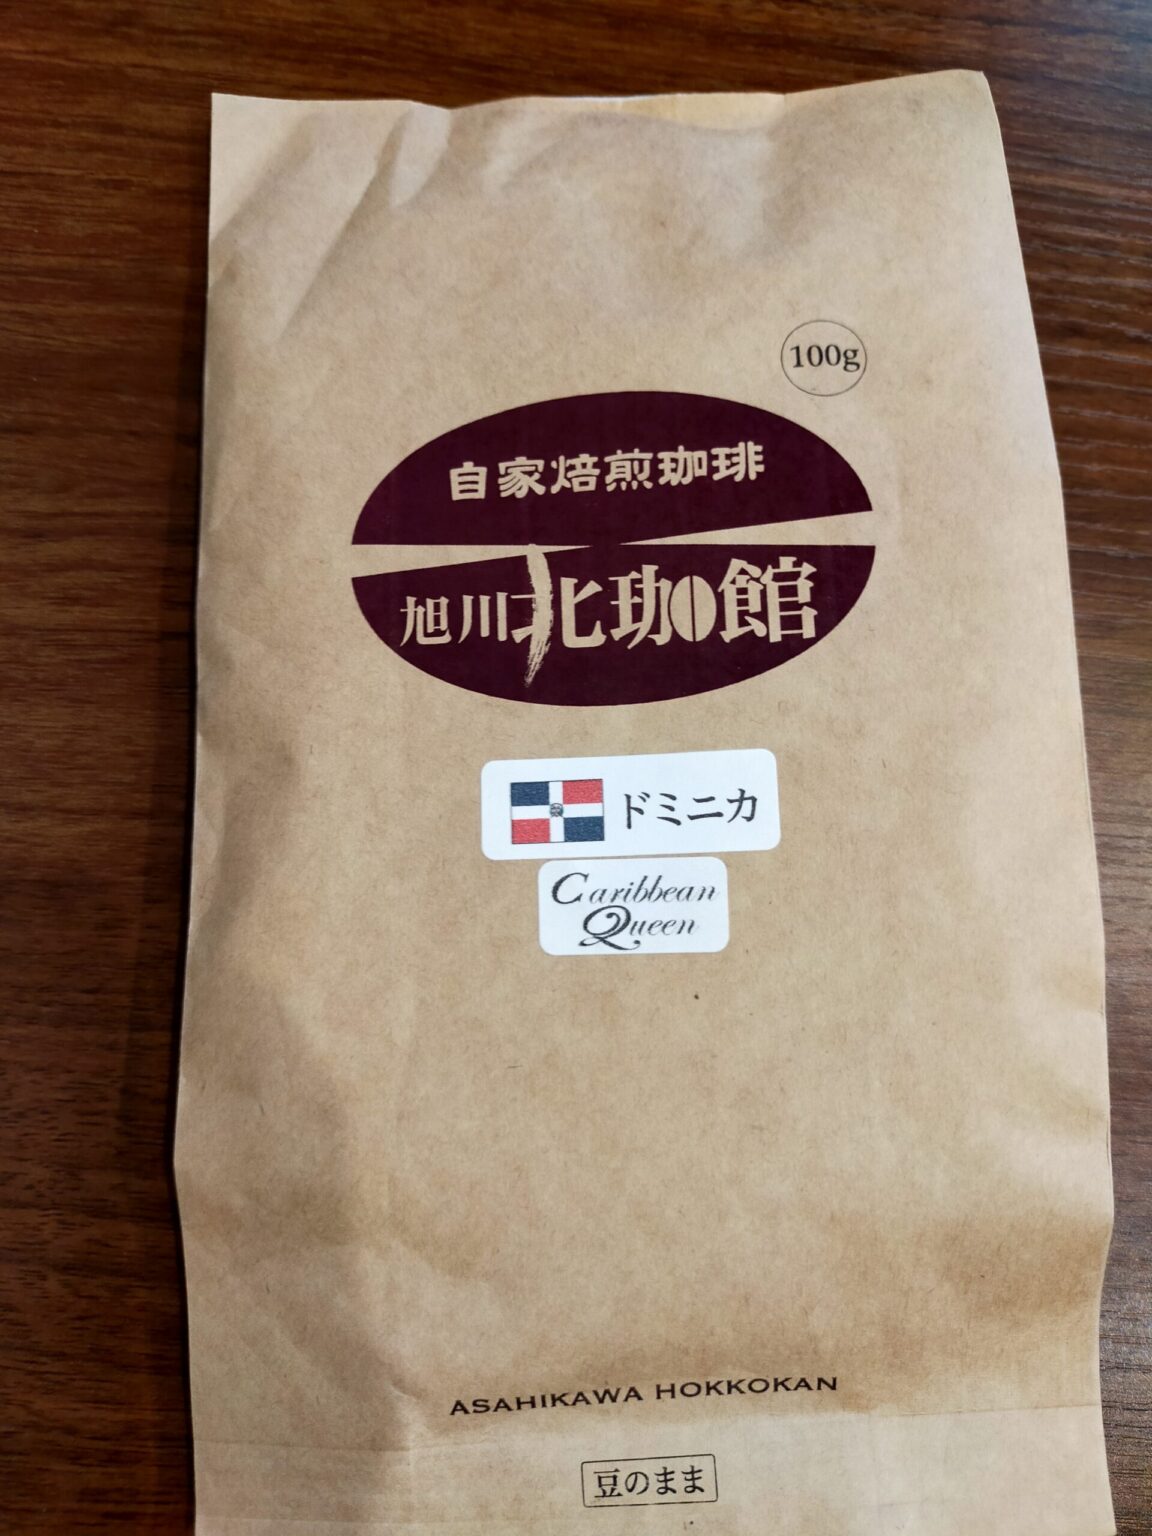 100g
自家焙煎珈琲
旭川北珈館
ドミニカ
Caribbean
Queen
ASAHIKAWA HOKKOKAN
豆のまま